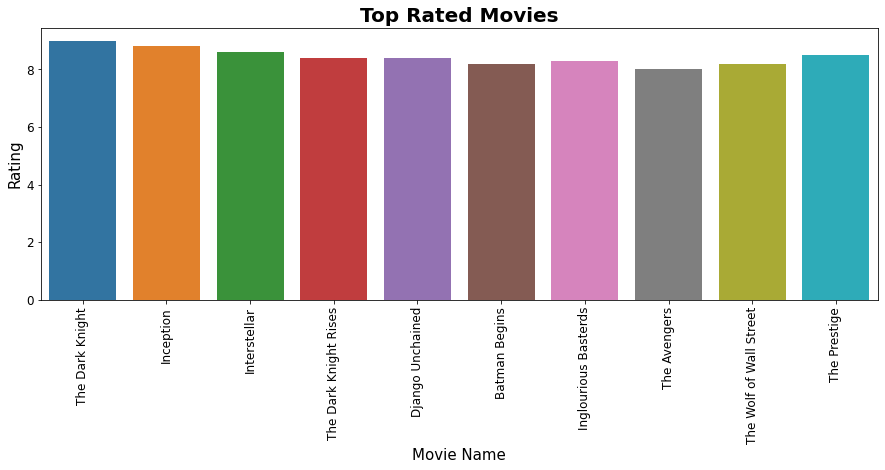 Top Rated Movies
Rating
8
6
4
2
0
The Dark Knight
Inception
Interstellar
The Dark Knight Rises
Django Unchained
Batman Begins
Inglourious Basterds
The Avengers
The Wolf of Wall Street
The Prestige
Movie Name